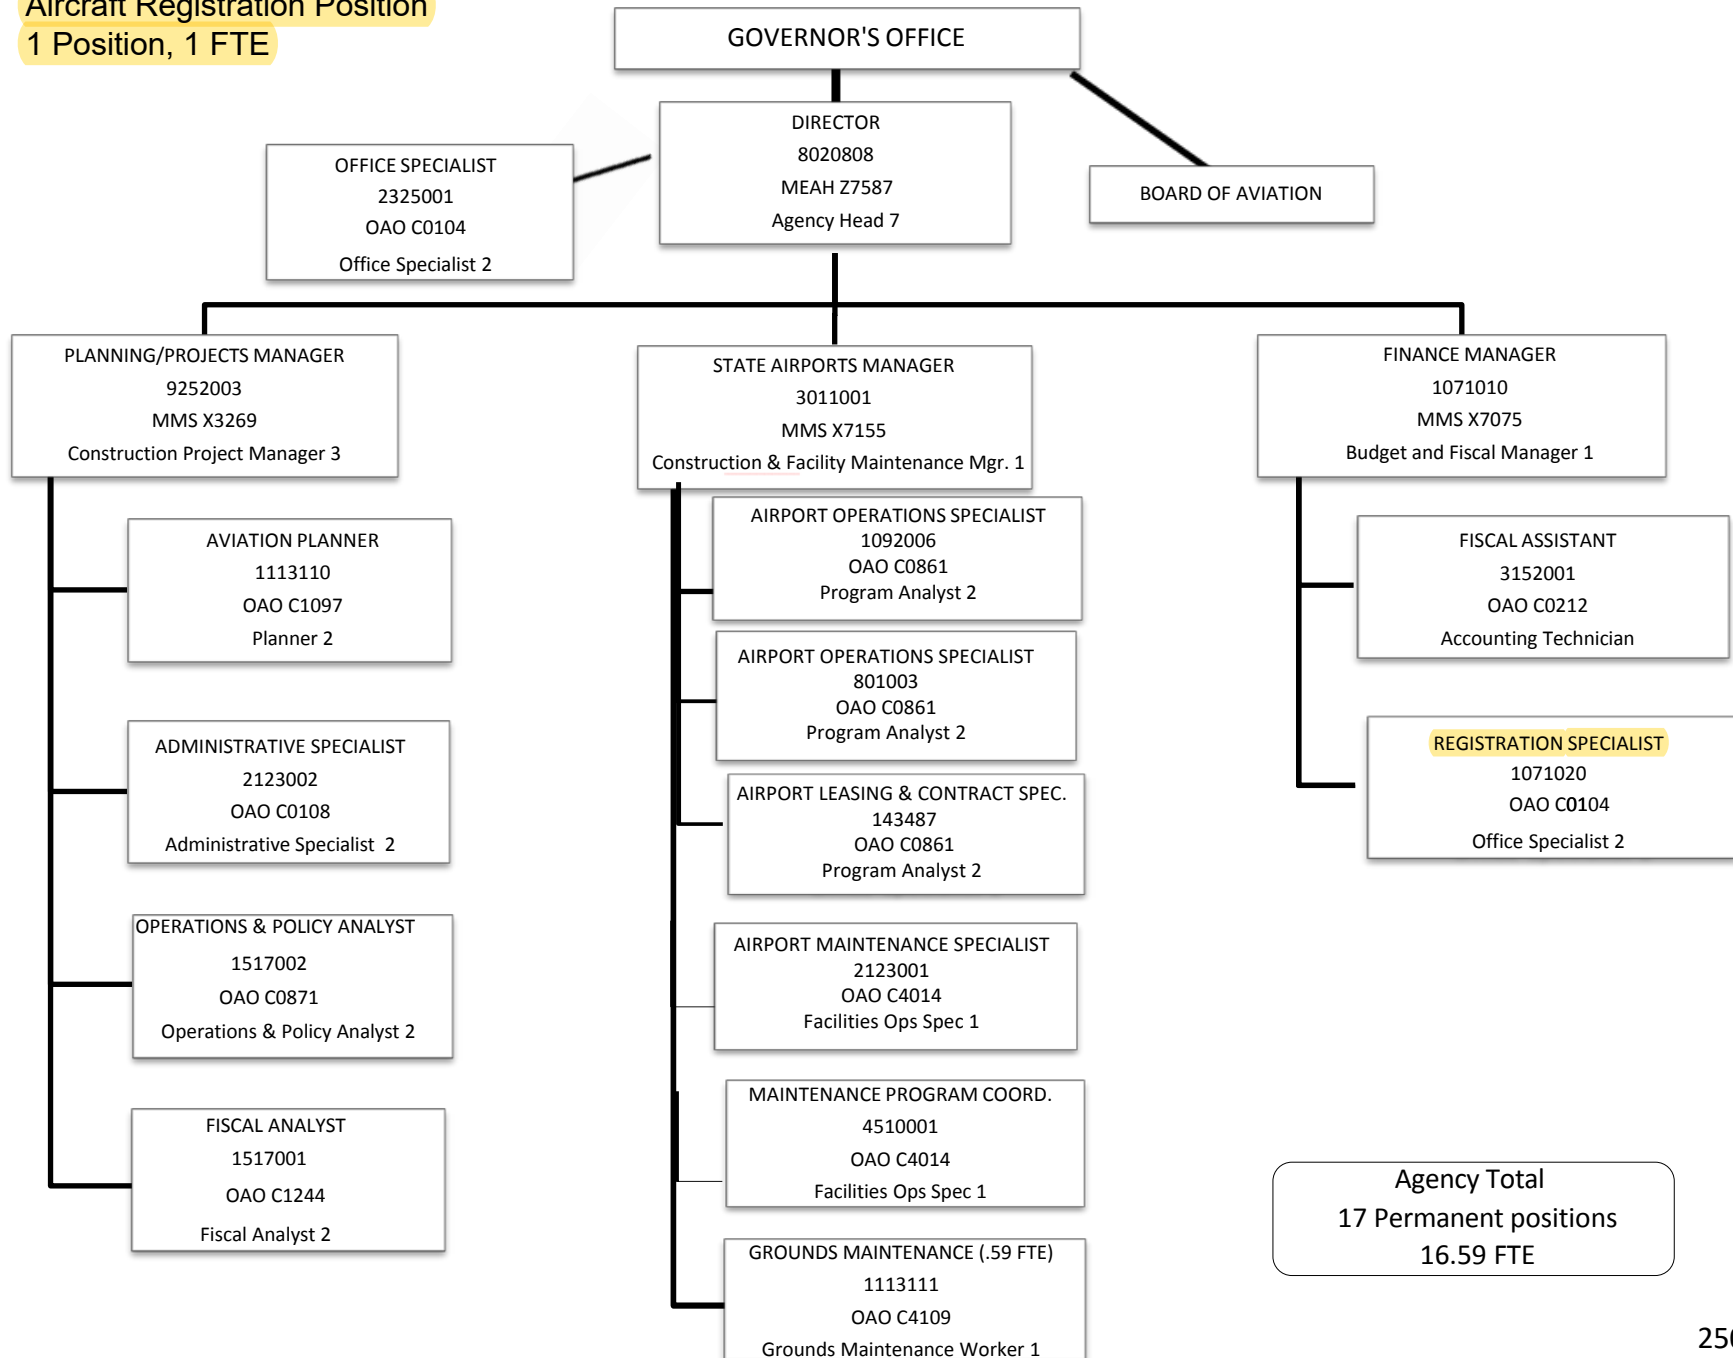 Aircraft Registration Position
1 Position, 1 FTE
GOVERNOR'S OFFICE
DIRECTOR
8020808
MEAH Z7587
Agency Head 7
OFFICE SPECIALIST
2325001
OAO C0104
Office Specialist 2
BOARD OF AVIATION
PLANNING/PROJECTS MANAGER
9252003
MMS X3269
Construction Project Manager 3
STATE AIRPORTS MANAGER
3011001
MMS X7155
Construction & Facility Maintenance Mgr. 1
FINANCE MANAGER
1071010
MMS X7075
Budget and Fiscal Manager 1
AVIATION PLANNER
1113110
OAO C1097
Planner 2
ADMINISTRATIVE SPECIALIST
2123002
OAO C0108
Administrative Specialist 2
OPERATIONS & POLICY ANALYST
1517002
OAO C0871
Operations & Policy Analyst 2
FISCAL ANALYST
1517001
OAO C1244
Fiscal Analyst 2
AIRPORT OPERATIONS SPECIALIST
1092006
OAO C0861
Program Analyst 2
AIRPORT OPERATIONS SPECIALIST
801003
OAO C0861
Program Analyst 2
AIRPORT LEASING & CONTRACT SPEC.
143487
OAO C0861
Program Analyst 2
AIRPORT MAINTENANCE SPECIALIST
2123001
OAO C4014
Facilities Ops Spec 1
MAINTENANCE PROGRAM COORD.
4510001
OAO C4014
Facilities Ops Spec 1
GROUNDS MAINTENANCE (.59 FTE)
1113111
OAO C4109
Grounds Maintenance Worker 1
FISCAL ASSISTANT
3152001
OAO C0212
Accounting Technician
REGISTRATION SPECIALIST
1071020
OAO C0104
Office Specialist 2
Agency Total
17 Permanent positions
16.59 FTE